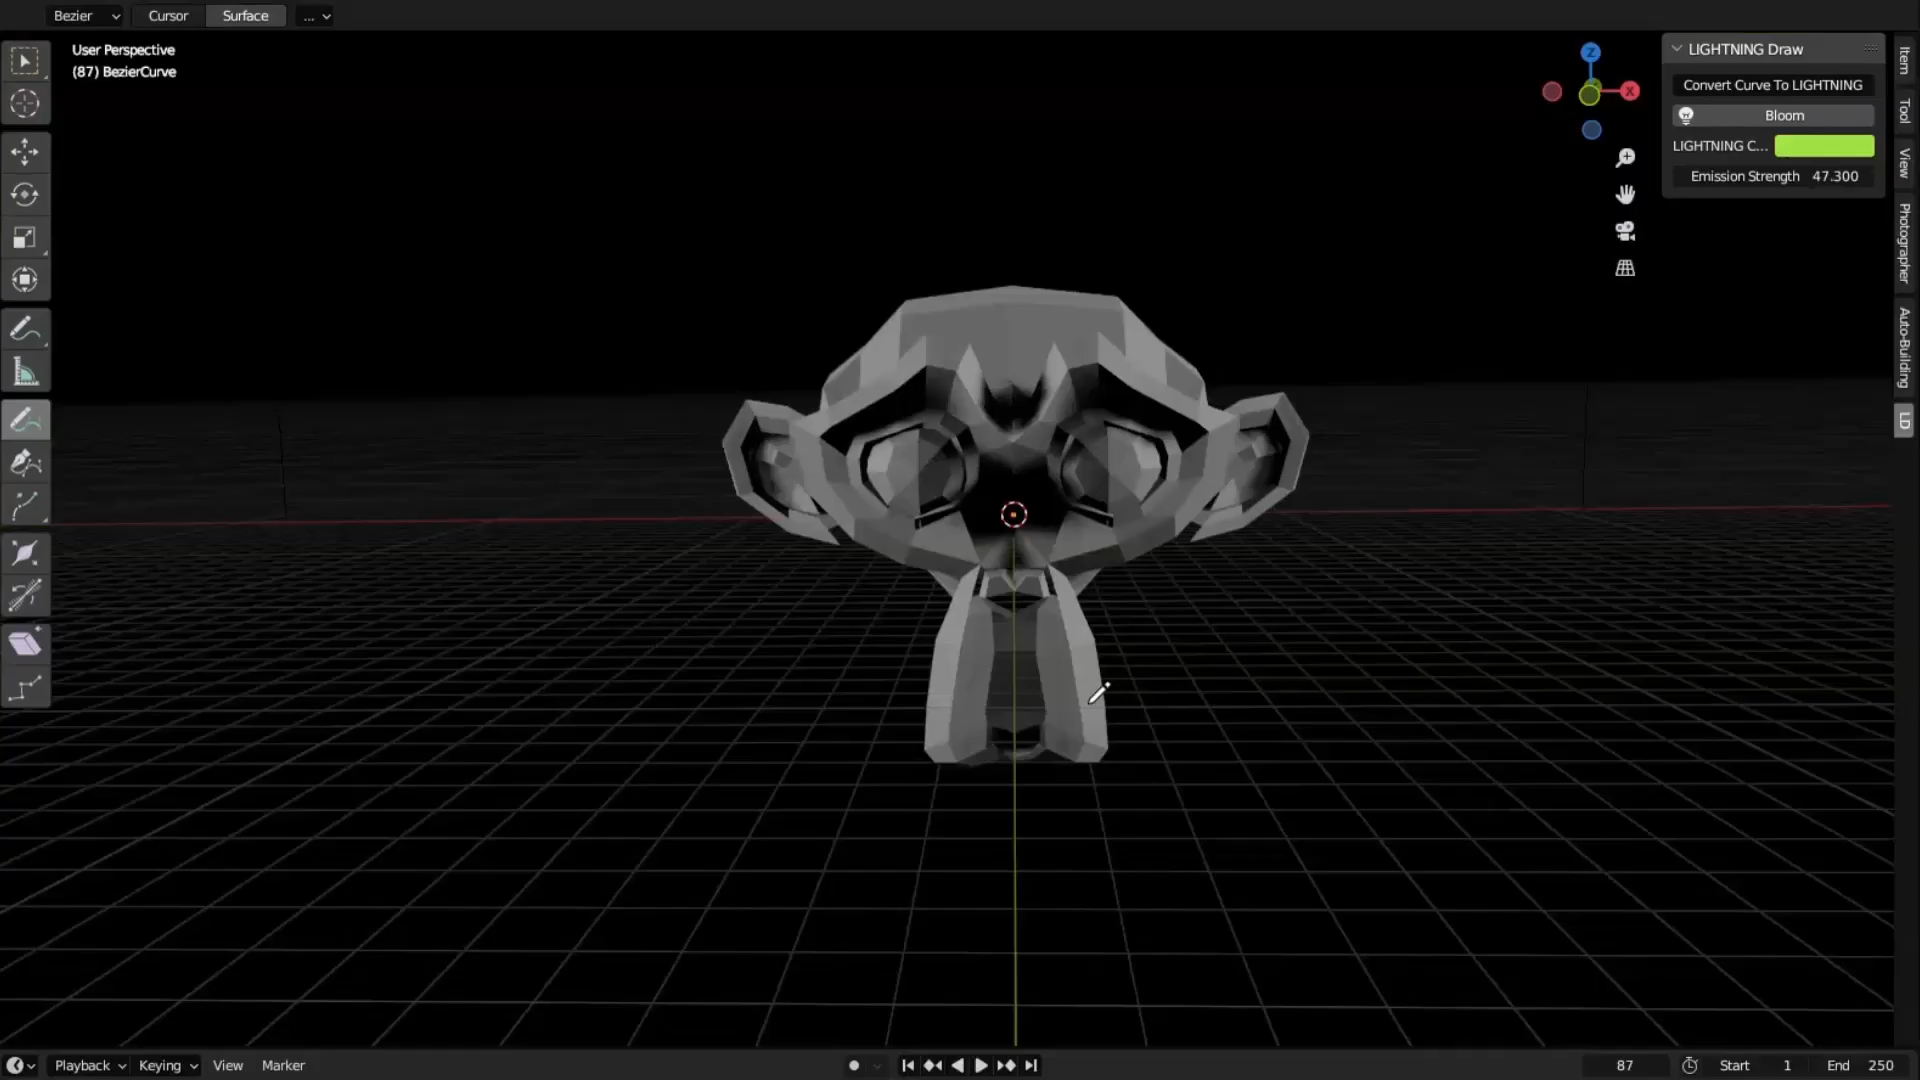 Bezier Cursor Surface ...
User Perspective
(87) BezierCurve
Z
X
LIGHTNING Draw
Convert Curve To LIGHTNING
Bloom
LIGHTNING C...
Emission Strength 47.300
Item
Tool
View
Photographer
Auto-Building
LD
Playback Keying View Marker 87 Start 1 End 250